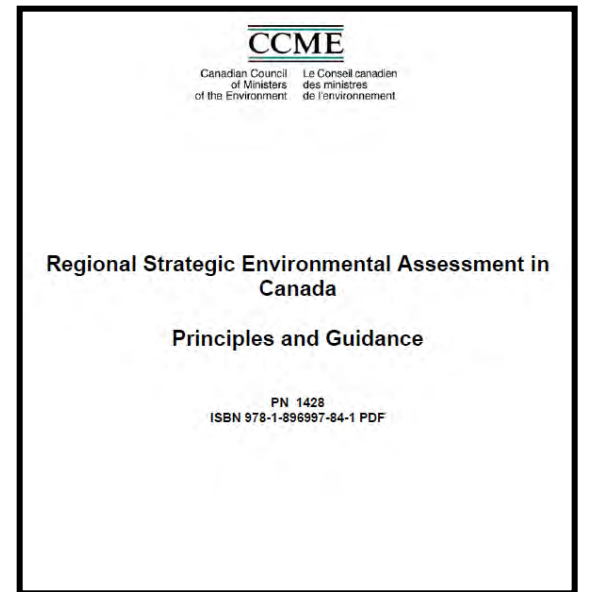 CCME
Canadian Council Le Conseil canadien
of Ministers des ministres
of the Environment de l'environnement
Regional Strategic Environmental Assessment in
Canada
Principles and Guidance
PN 1428
ISBN 978-1-896997-84-1 PDF